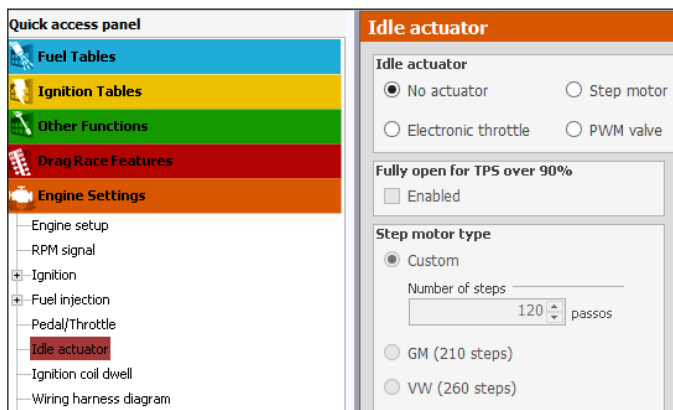 Quick access panel
Fuel Tables
Ignition Tables
Other Functions
Drag Race Features
Engine Settings
Engine setup
RPM signal
Ignition
Fuel injection
Pedal/Throttle
Idle actuator
Ignition coil dwell
Wiring harness diagram
Idle actuator
Idle actuator
No actuator
Step motor
Electronic throttle
PWM valve
Fully open for TPS over 90%
Enabled
Step motor type
Custom
Number of steps
120 passos
GM (210 steps)
VW (260 steps)